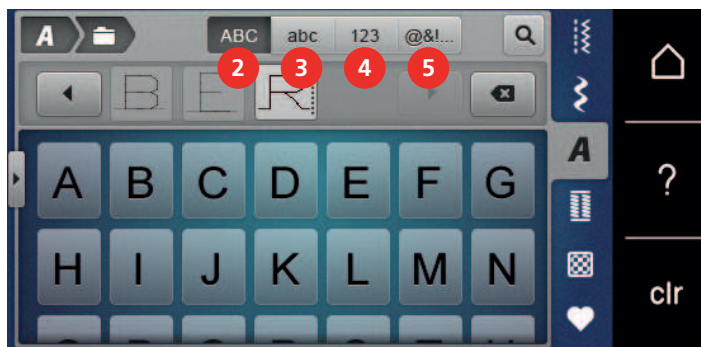 A ABC abc 123 @&!...
2 3 4 5
B E R
A
A B C D E F G
?
H I J K L M N
clr